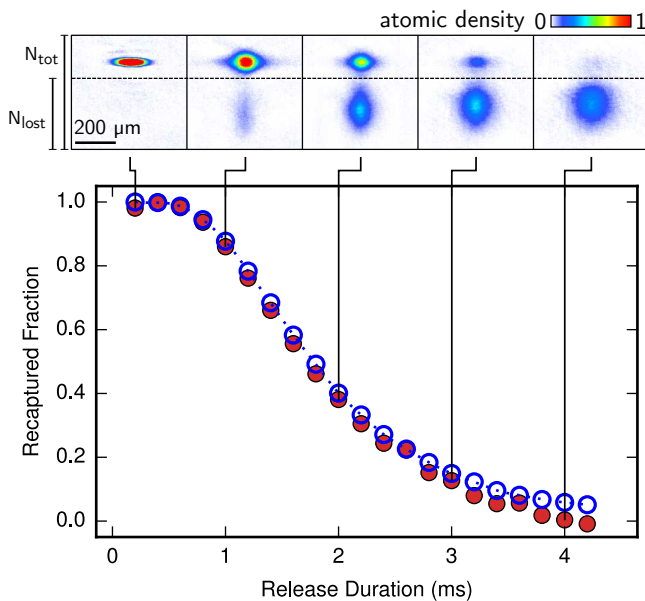 atomic density 0 1
N_tot
N_lost
200 µm
1.0
0.8
0.6
0.4
0.2
0.0
Recaptured Fraction
0 1 2 3 4
Release Duration (ms)